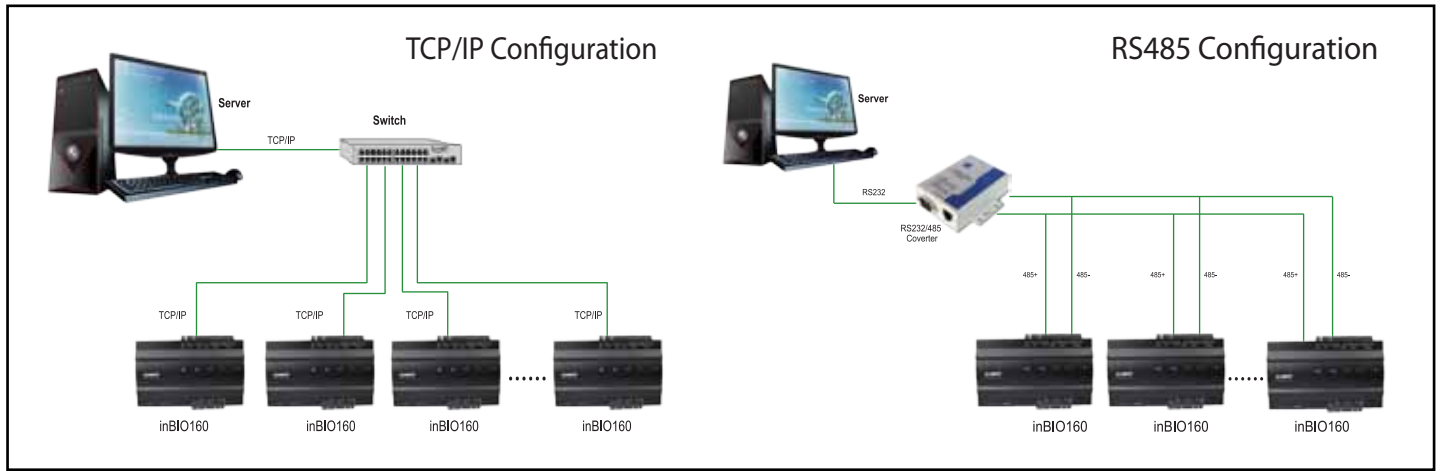 TCP/IP Configuration
Server
Switch
TCP/IP
TCP/IP
TCP/IP
TCP/IP
TCP/IP
inBIO160
inBIO160
inBIO160
......
inBIO160
RS485 Configuration
Server
RS232
RS232/485
Coverter
485+
485-
485+
485-
485+
485-
inBIO160
inBIO160
......
inBIO160